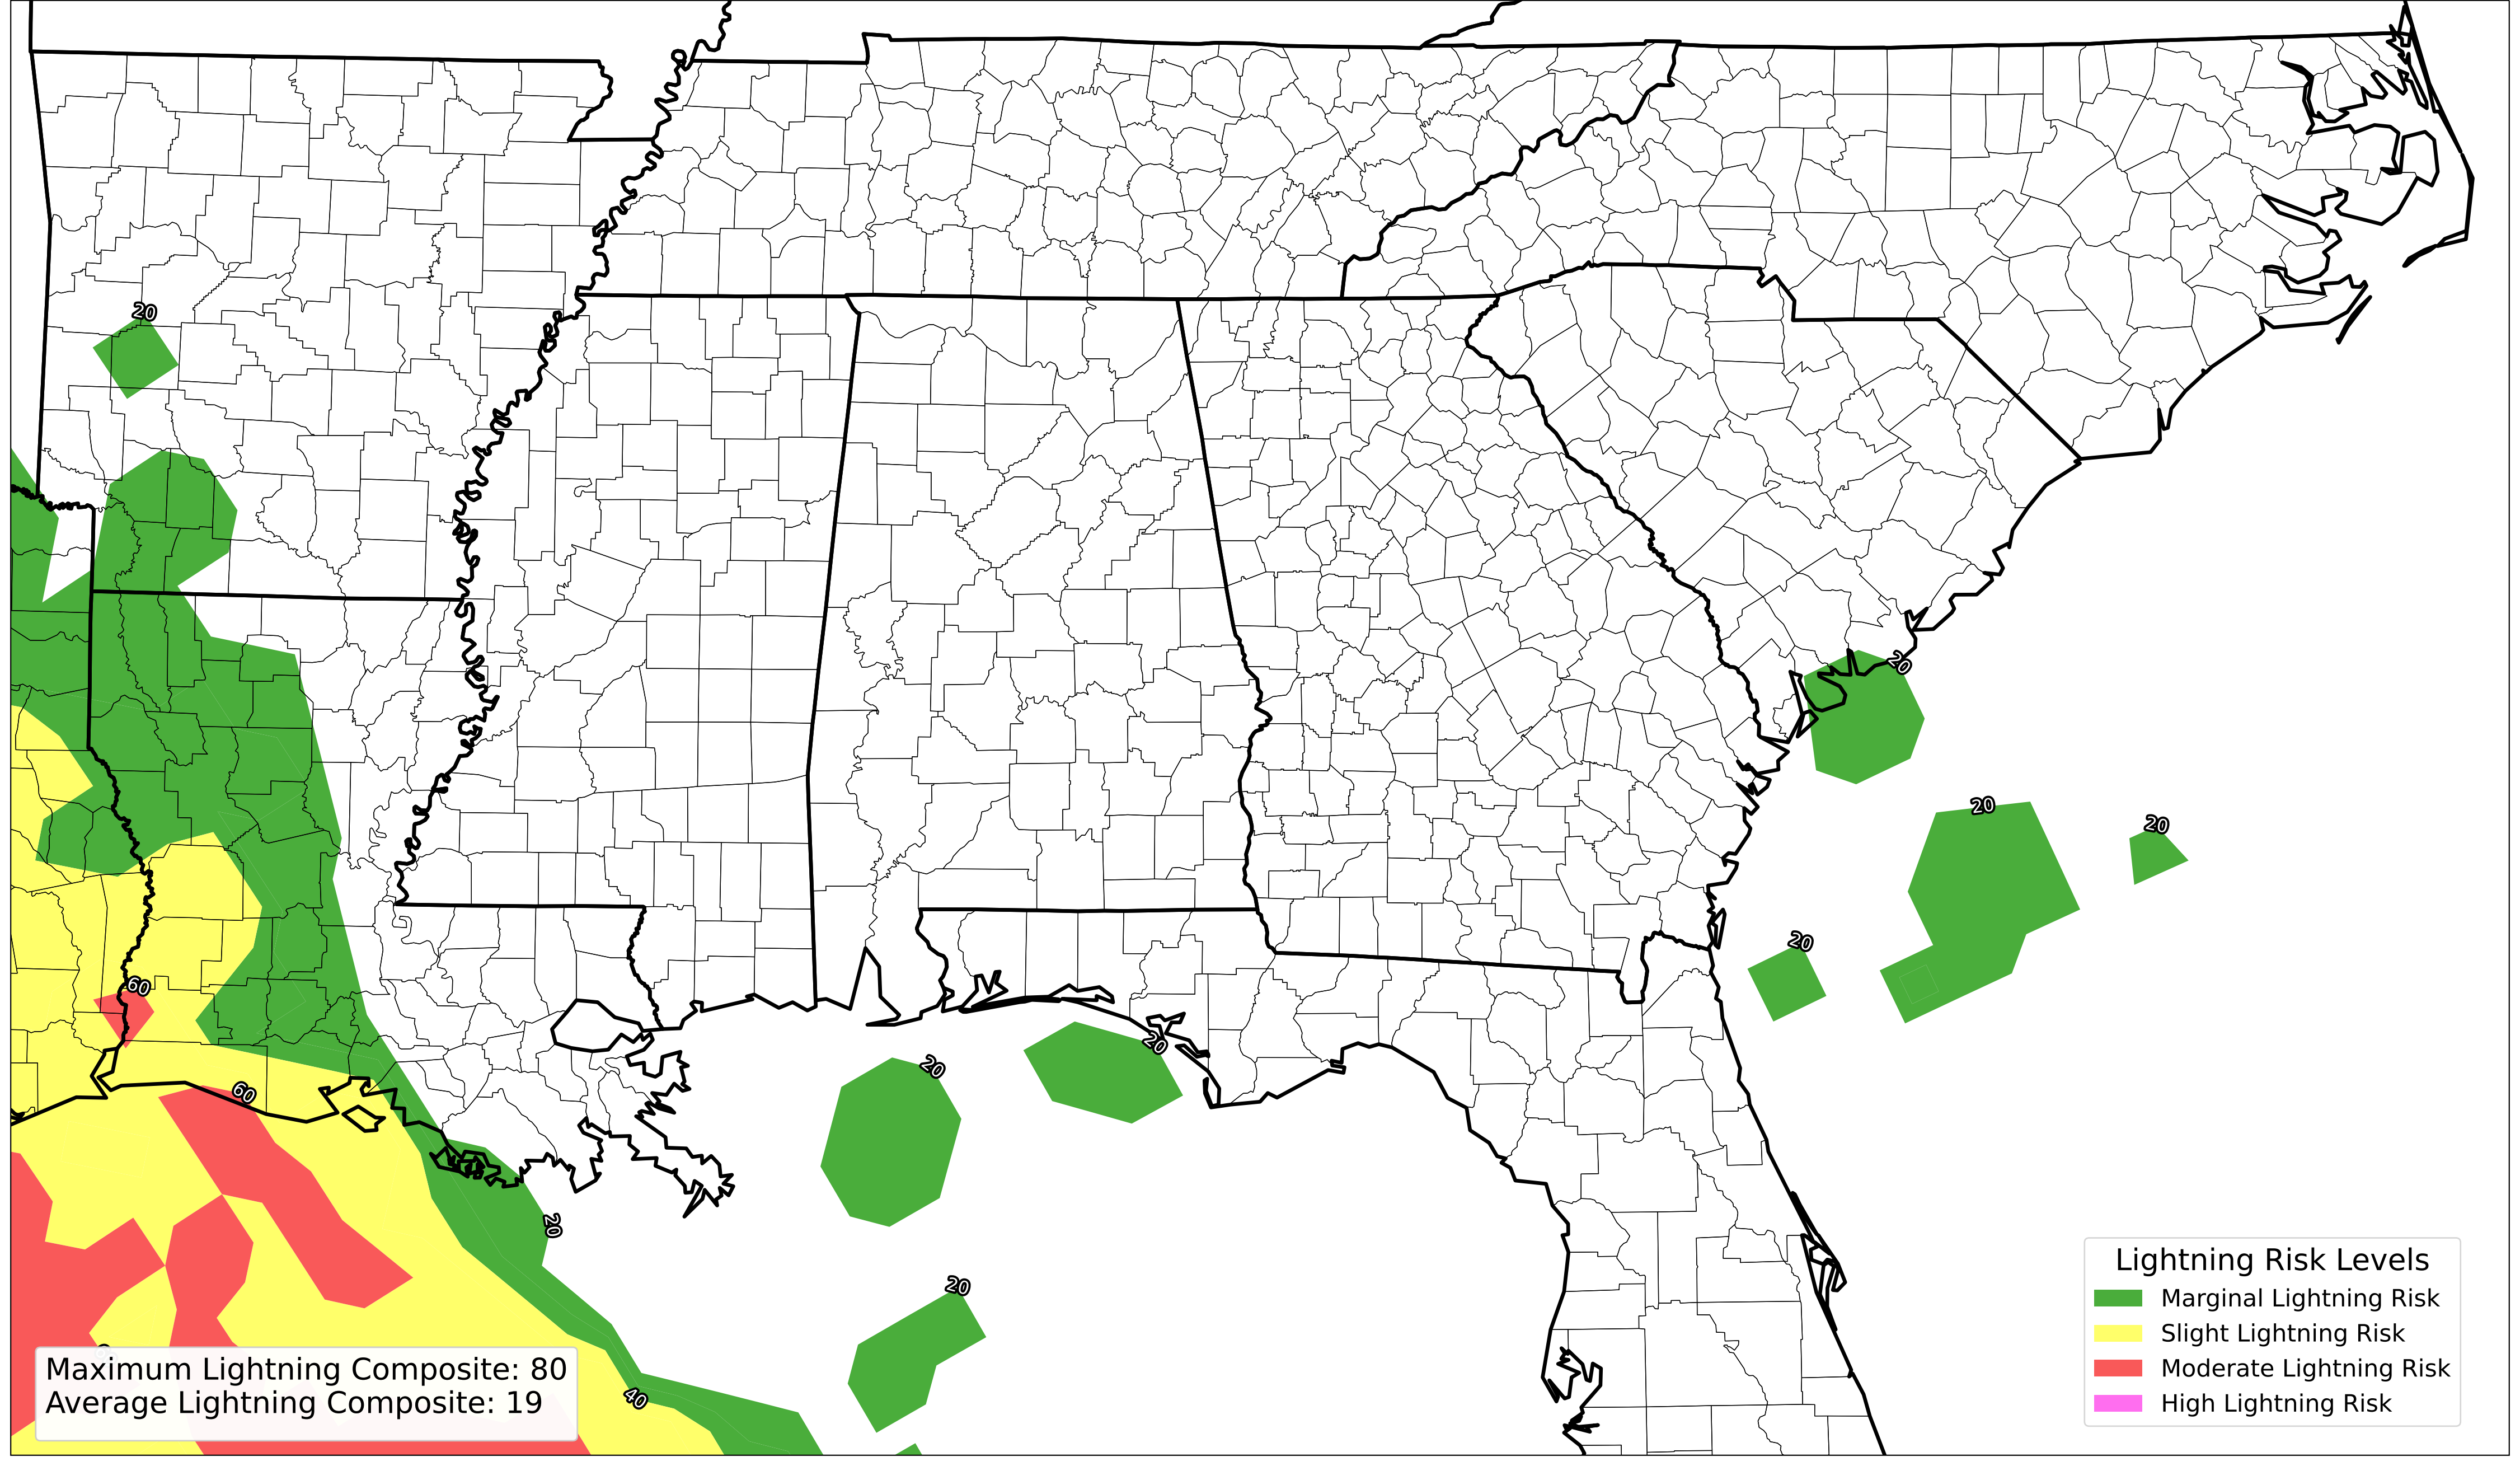 20
20
20
20
60
20
20
20
60
20
20
40
Lightning Risk Levels
Marginal Lightning Risk
Slight Lightning Risk
Moderate Lightning Risk
High Lightning Risk
Maximum Lightning Composite: 80
Average Lightning Composite: 19